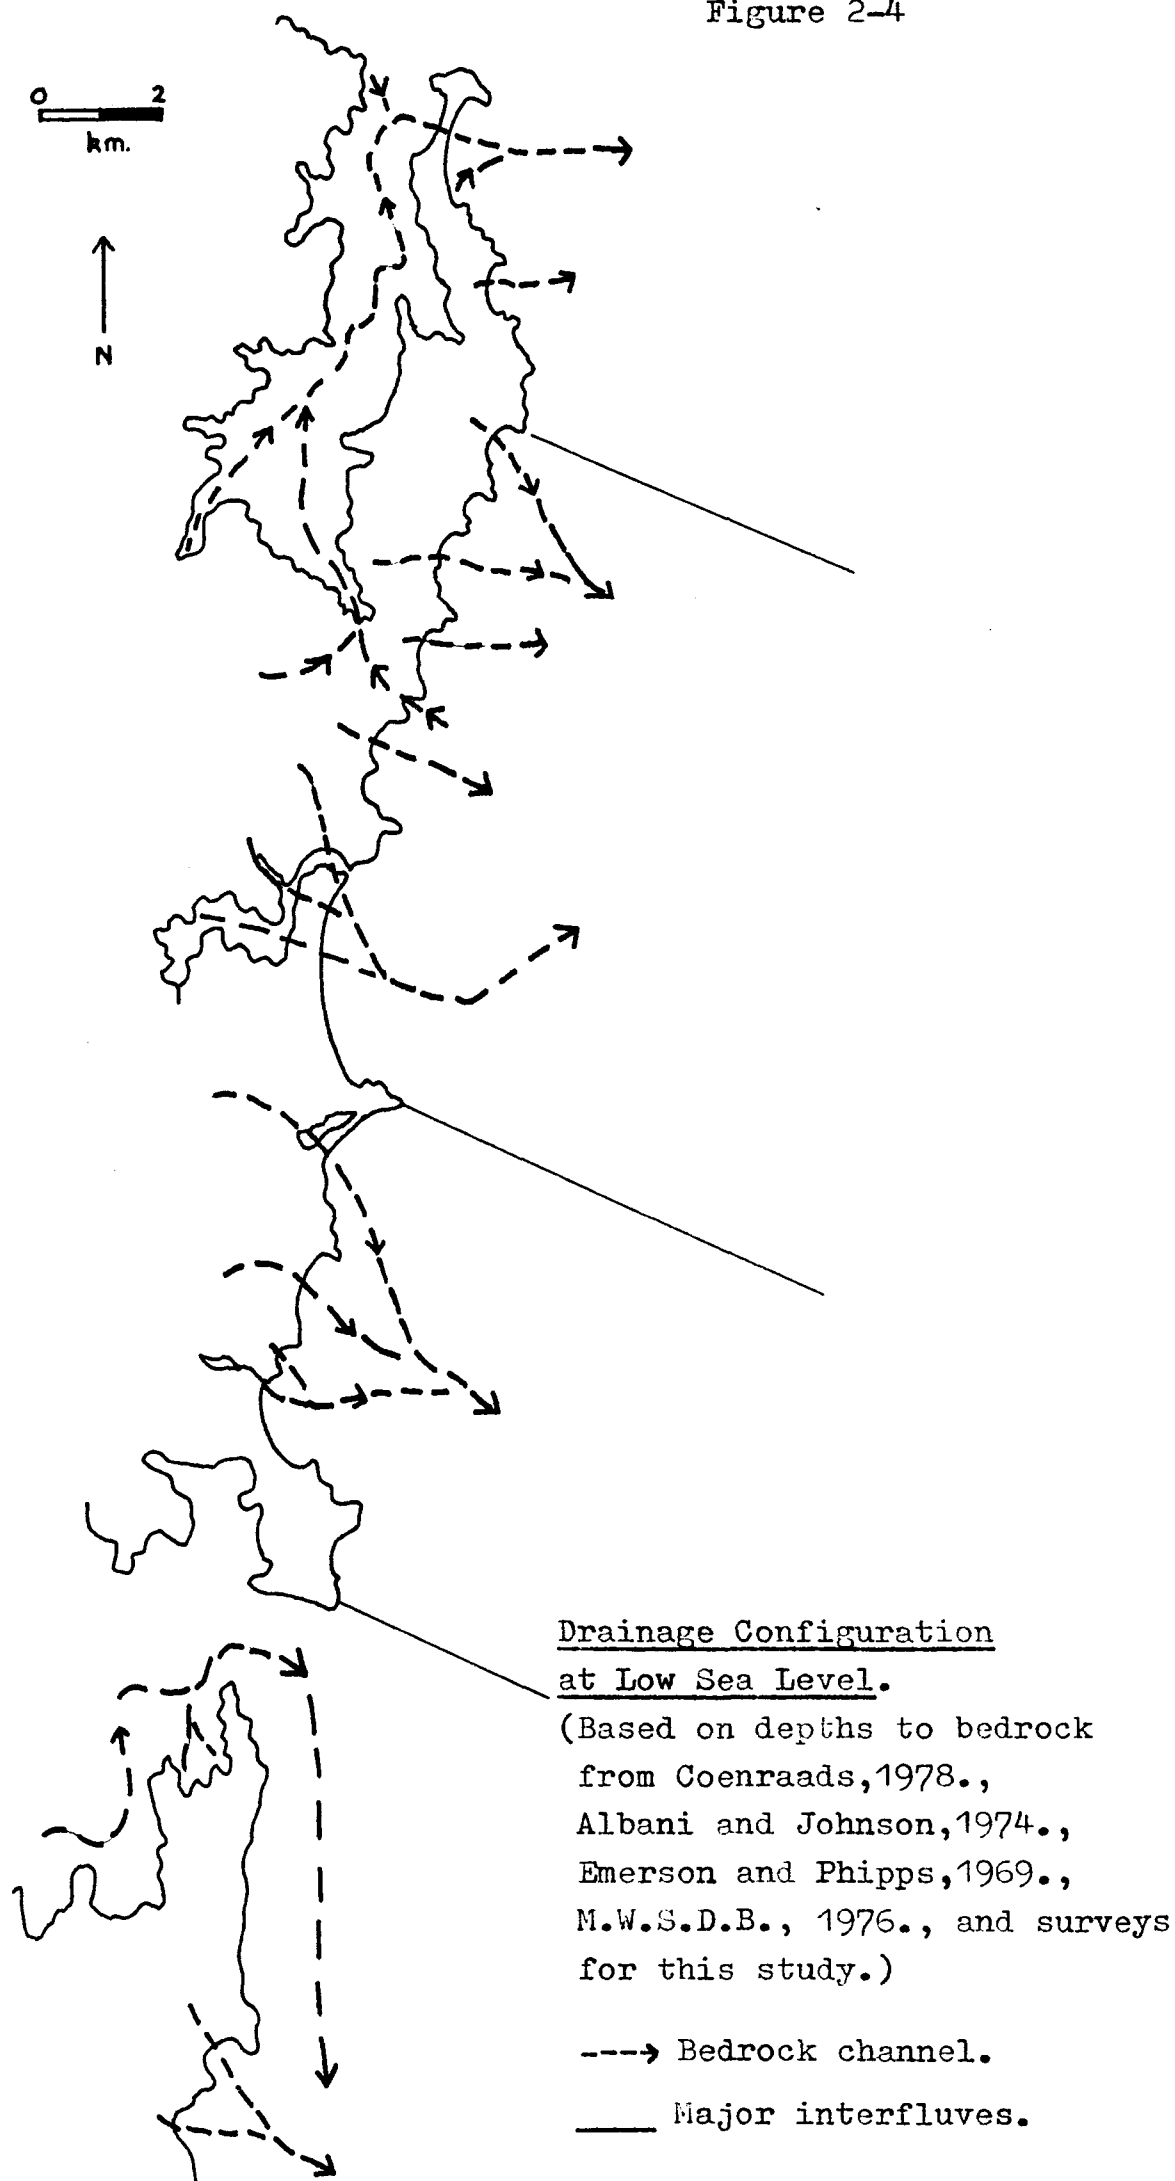 Figure 2-4
0 2
km.
N
Drainage Configuration
at Low Sea Level.
(Based on depths to bedrock
from Coenraads,1978.,
Albani and Johnson,1974.,
Emerson and Phipps,1969.,
M.W.S.D.B., 1976., and surveys
for this study.)
Bedrock channel.
Major interfluves.